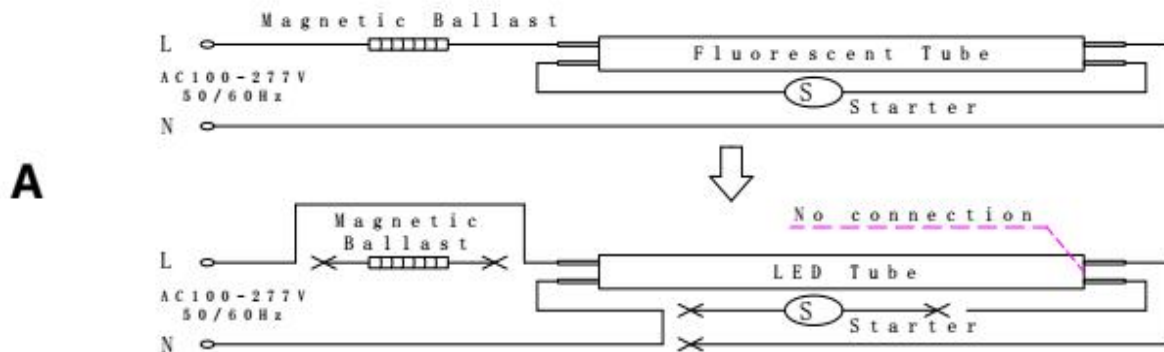 Magnetic Ballast
L
Fluorescent Tube
AC100-277V
50/60Hz
S
Starter
N
A
No connection
Magnetic
Ballast
L
LED Tube
AC100-277V
50/60Hz
S
Starter
N